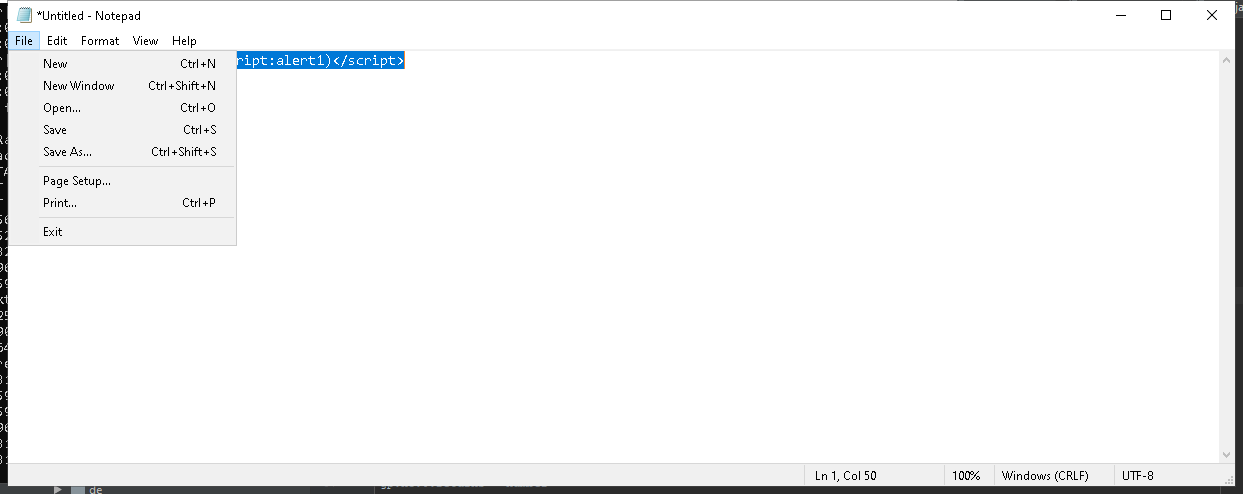 *Untitled - Notepad
File Edit Format View Help
ript:alert1)</script>
New Ctrl+N
New Window Ctrl+Shift+N
Open... Ctrl+O
Save Ctrl+S
Save As... Ctrl+Shift+S
Page Setup...
Print... Ctrl+P
Exit
Ln 1, Col 50 100% Windows (CRLF) UTF-8
de